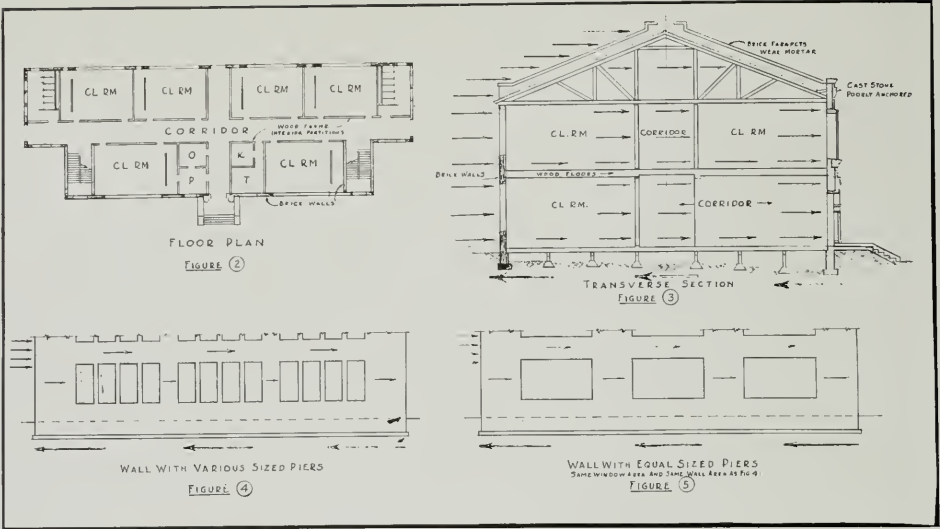 CL RM
CL RM
CL RM
CL RM
CORRIDOR
WOOD FRAME
INTERIOR PARTITIONS
CL RM
O
P
K
T
CL RM
BRICK WALLS
FLOOR PLAN
FIGURE 2
BRICK PARAPETS
WEAK MORTAR
CAST STONE
POORLY ANCHORED
CL. RM
CORRIDOR
CL. RM
BRICK WALLS
WOOD FLOORS
CL. RM.
CORRIDOR
TRANSVERSE SECTION
FIGURE 3
WALL WITH VARIOUS SIZED PIERS
FIGURE 4
WALL WITH EQUAL SIZED PIERS
SAME WINDOW AREA AND SAME WALL AREA AS FIG 4.
FIGURE 5